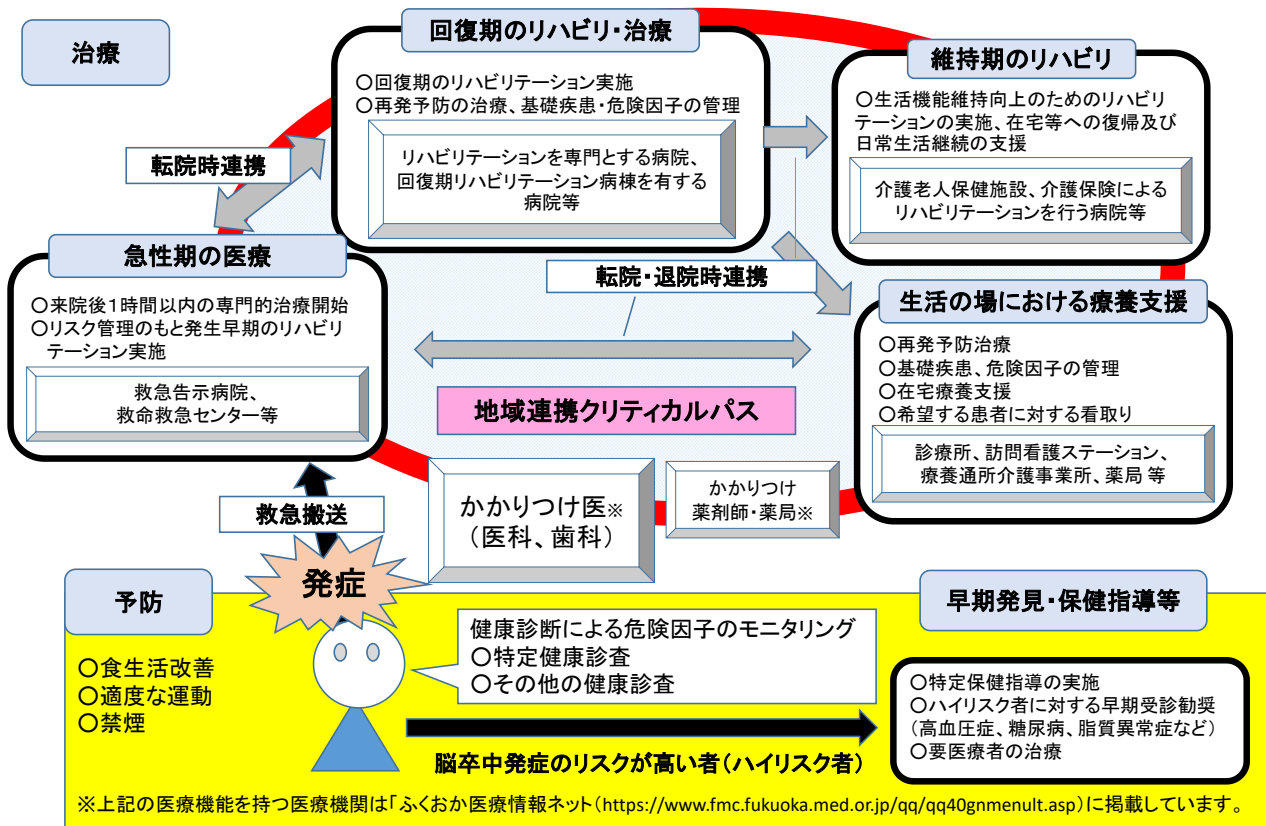 治療
回復期のリハビリ・治療
〇回復期のリハビリテーション実施
〇再発予防の治療、基礎疾患・危険因子の管理
リハビリテーションを専門とする病院、
回復期リハビリテーション病棟を有する
病院等
維持期のリハビリ
〇生活機能維持向上のためのリハビリ
テーションの実施、在宅等への復帰及び
日常生活継続の支援
介護老人保健施設、介護保険による
リハビリテーションを行う病院等
転院時連携
急性期の医療
〇来院後１時間以内の専門的治療開始
〇リスク管理のもと発生早期のリハビリ
テーション実施
救急告示病院、
救命救急センター等
転院・退院時連携
生活の場における療養支援
〇再発予防治療
〇基礎疾患、危険因子の管理
〇在宅療養支援
〇希望する患者に対する看取り
診療所、訪問看護ステーション、
療養通所介護事業所、薬局 等
地域連携クリティカルパス
かかりつけ医※
（医科、歯科）
かかりつけ
薬剤師・薬局※
救急搬送
発症
予防
〇食生活改善
〇適度な運動
〇禁煙
健康診断による危険因子のモニタリング
〇特定健康診査
〇その他の健康診査
早期発見・保健指導等
〇特定保健指導の実施
〇ハイリスク者に対する早期受診勧奨
（高血圧症、糖尿病、脂質異常症など）
〇要医療者の治療
脳卒中発症のリスクが高い者（ハイリスク者）
※上記の医療機能を持つ医療機関は「ふくおか医療情報ネット（https://www.fmc.fukuoka.med.or.jp/qq/qq40gnmenult.asp）に掲載しています。